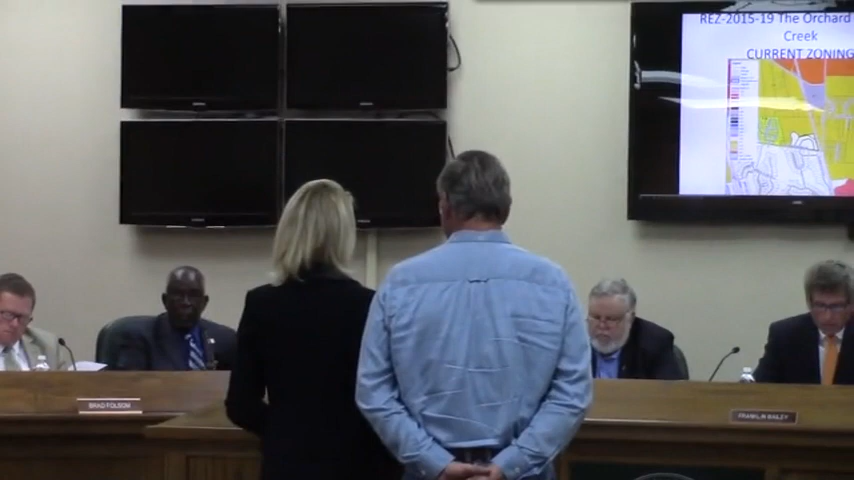 REZ-2015-19 The Orchard
Creek
CURRENT ZONING
BRAD FOLSOM
FRANKLIN BAILEY